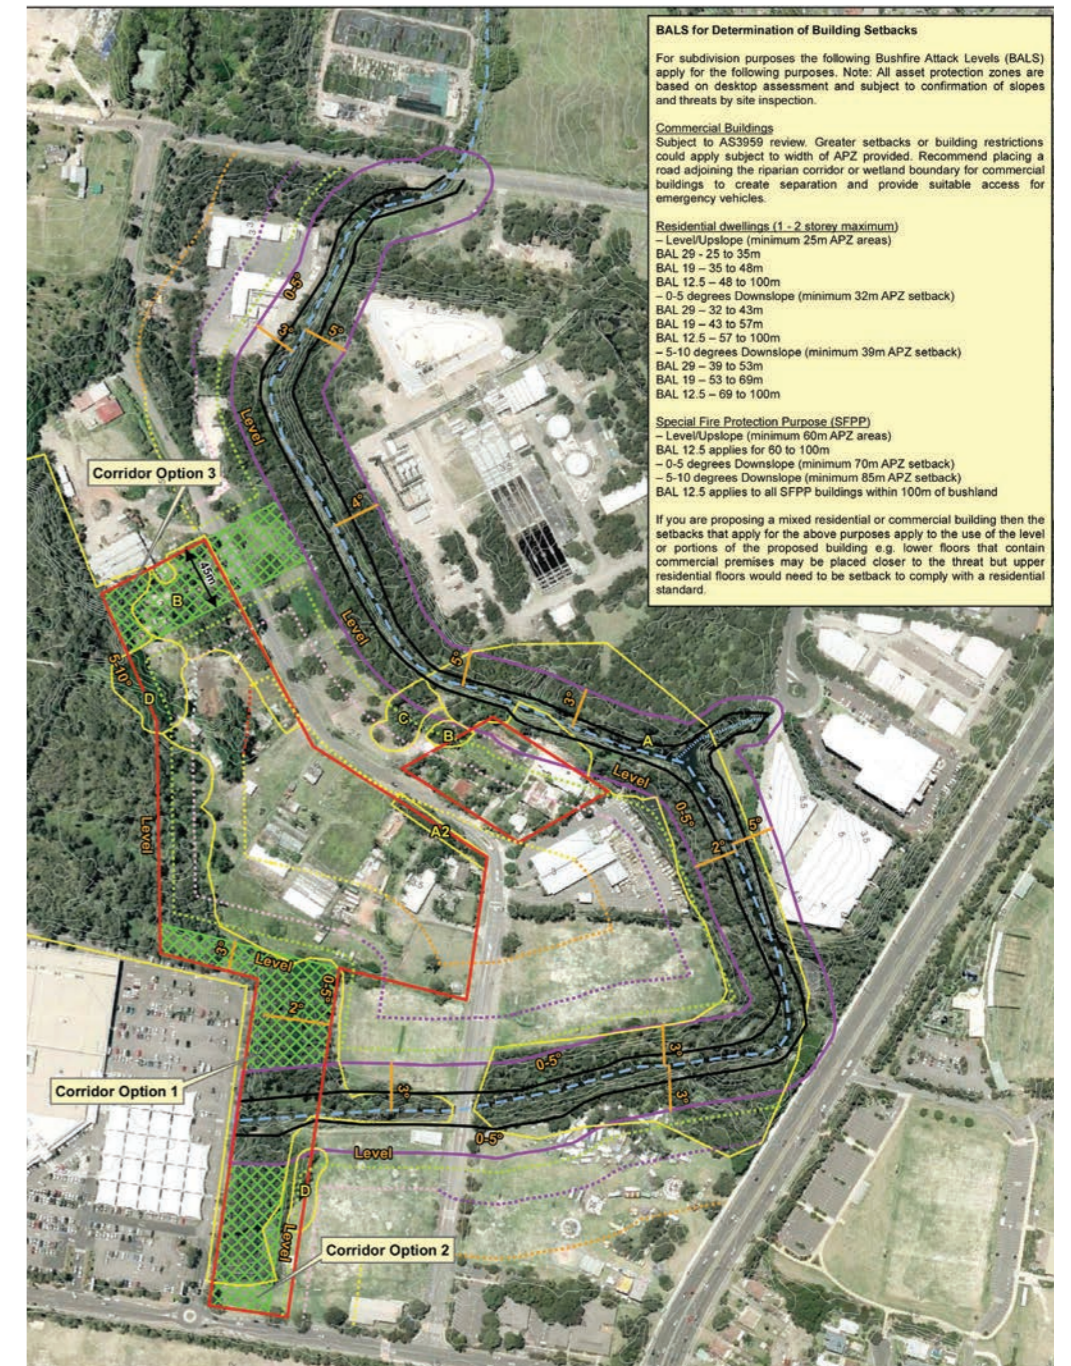 BALS for Determination of Building Setbacks
For subdivision purposes the following Bushfire Attack Levels (BALS)
apply for the following purposes. Note: All asset protection zones are
based on desktop assessment and subject to confirmation of slopes
and threats by site inspection.
Commercial Buildings
Subject to AS3959 review. Greater setbacks or building restrictions
could apply subject to width of APZ provided. Recommend placing a
road adjoining the riparian corridor or wetland boundary for commercial
buildings to create separation and provide suitable access for
emergency vehicles.
Residential dwellings (1 - 2 storey maximum)
– Level/Upslope (minimum 25m APZ areas)
BAL 29 - 25 to 35m
BAL 19 – 35 to 48m
BAL 12.5 – 48 to 100m
– 0-5 degrees Downslope (minimum 32m APZ setback)
BAL 29 – 32 to 43m
BAL 19 – 43 to 57m
BAL 12.5 – 57 to 100m
– 5-10 degrees Downslope (minimum 39m APZ setback)
BAL 29 – 39 to 53m
BAL 19 – 53 to 69m
BAL 12.5 – 69 to 100m
Special Fire Protection Purpose (SFPP)
– Level/Upslope (minimum 60m APZ areas)
BAL 12.5 applies for 60 to 100m
– 0-5 degrees Downslope (minimum 70m APZ setback)
– 5-10 degrees Downslope (minimum 85m APZ setback)
BAL 12.5 applies to all SFPP buildings within 100m of bushland
If you are proposing a mixed residential or commercial building then the
setbacks that apply for the above purposes apply to the use of the level
or portions of the proposed building e.g. lower floors that contain
commercial premises may be placed closer to the threat but upper
residential floors would need to be setback to comply with a residential
standard.
0-5°
3°
5°
Level
Corridor Option 3
4°
45m
B
Level
5°
5-10°
D
3°
C
B
A
Level
0-5°
Level
A2
5°
2°
3°
Level
0-5°
2°
3°
0-5°
Corridor Option 1
3°
3°
0-5°
Level
D
Level
Corridor Option 2